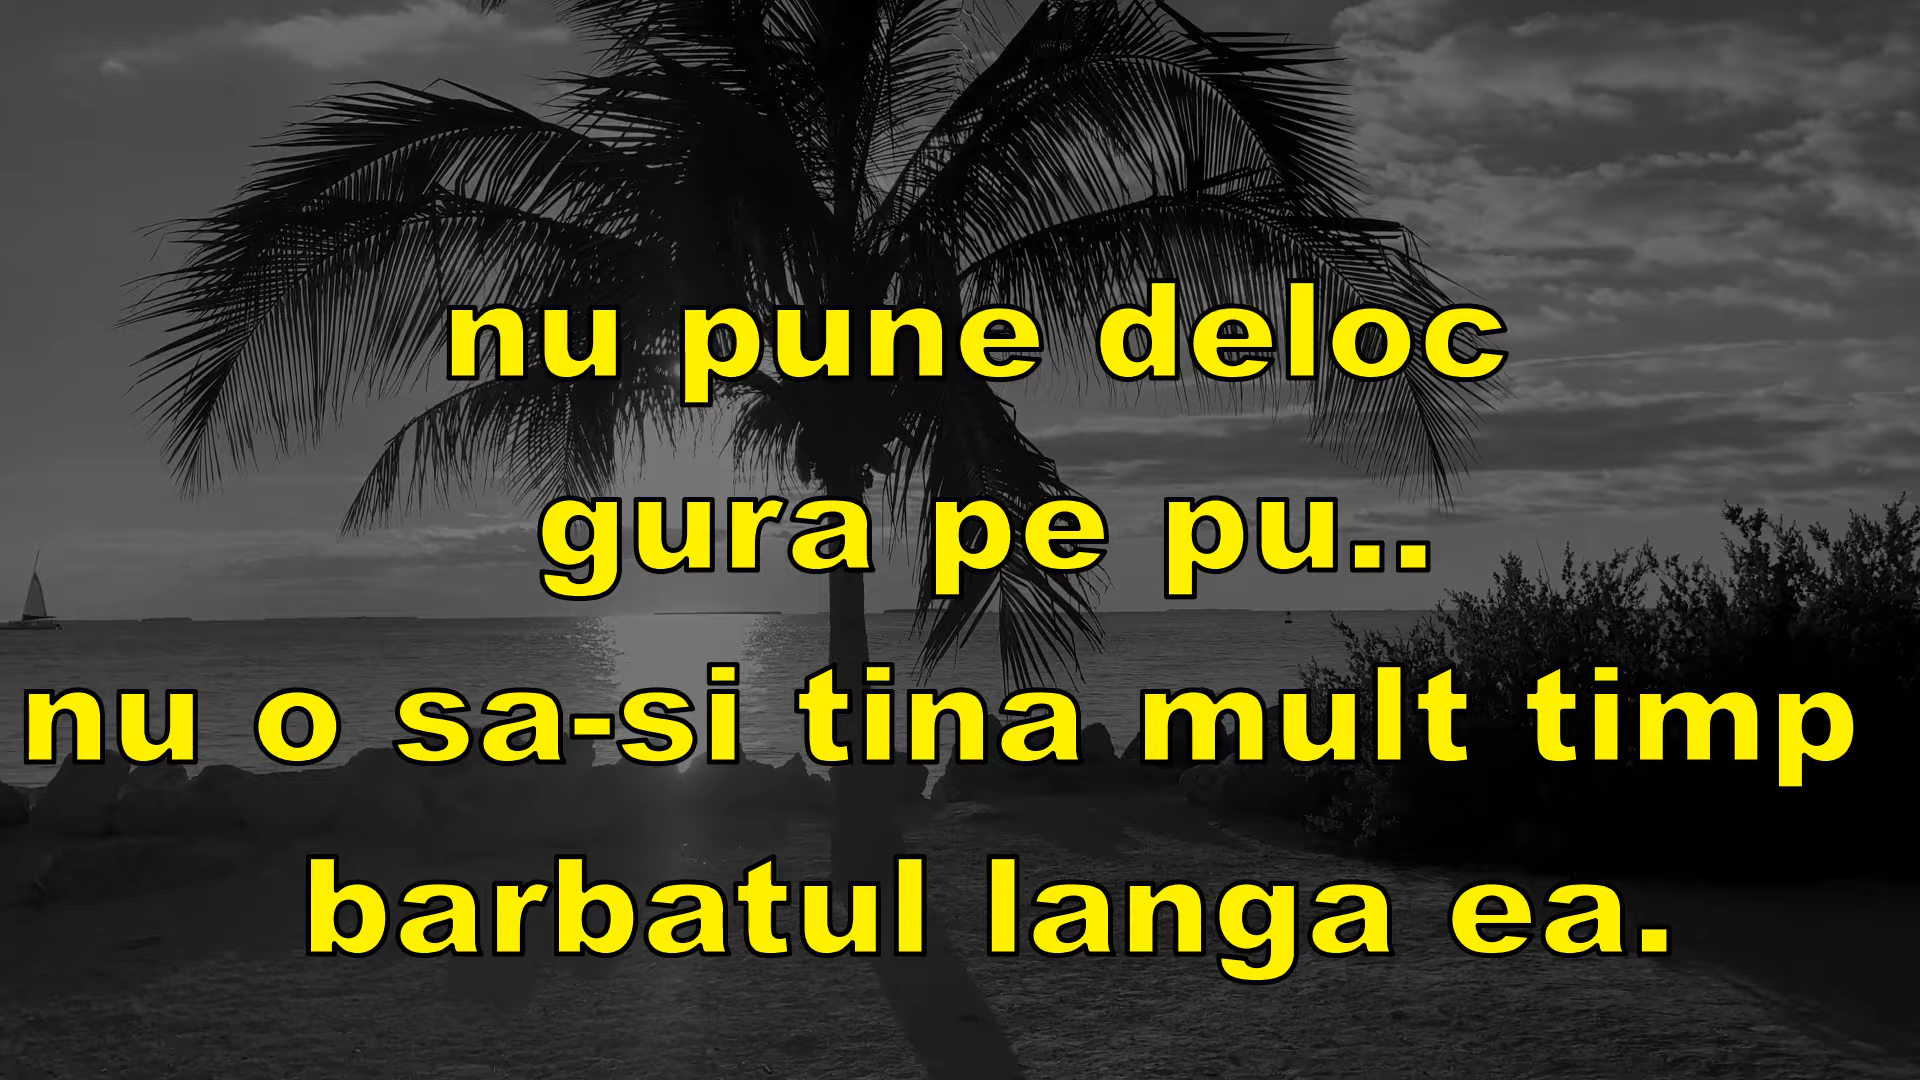 nu pune deloc
gura pe pu..
nu o sa-si tina mult timp
barbatul langa ea.